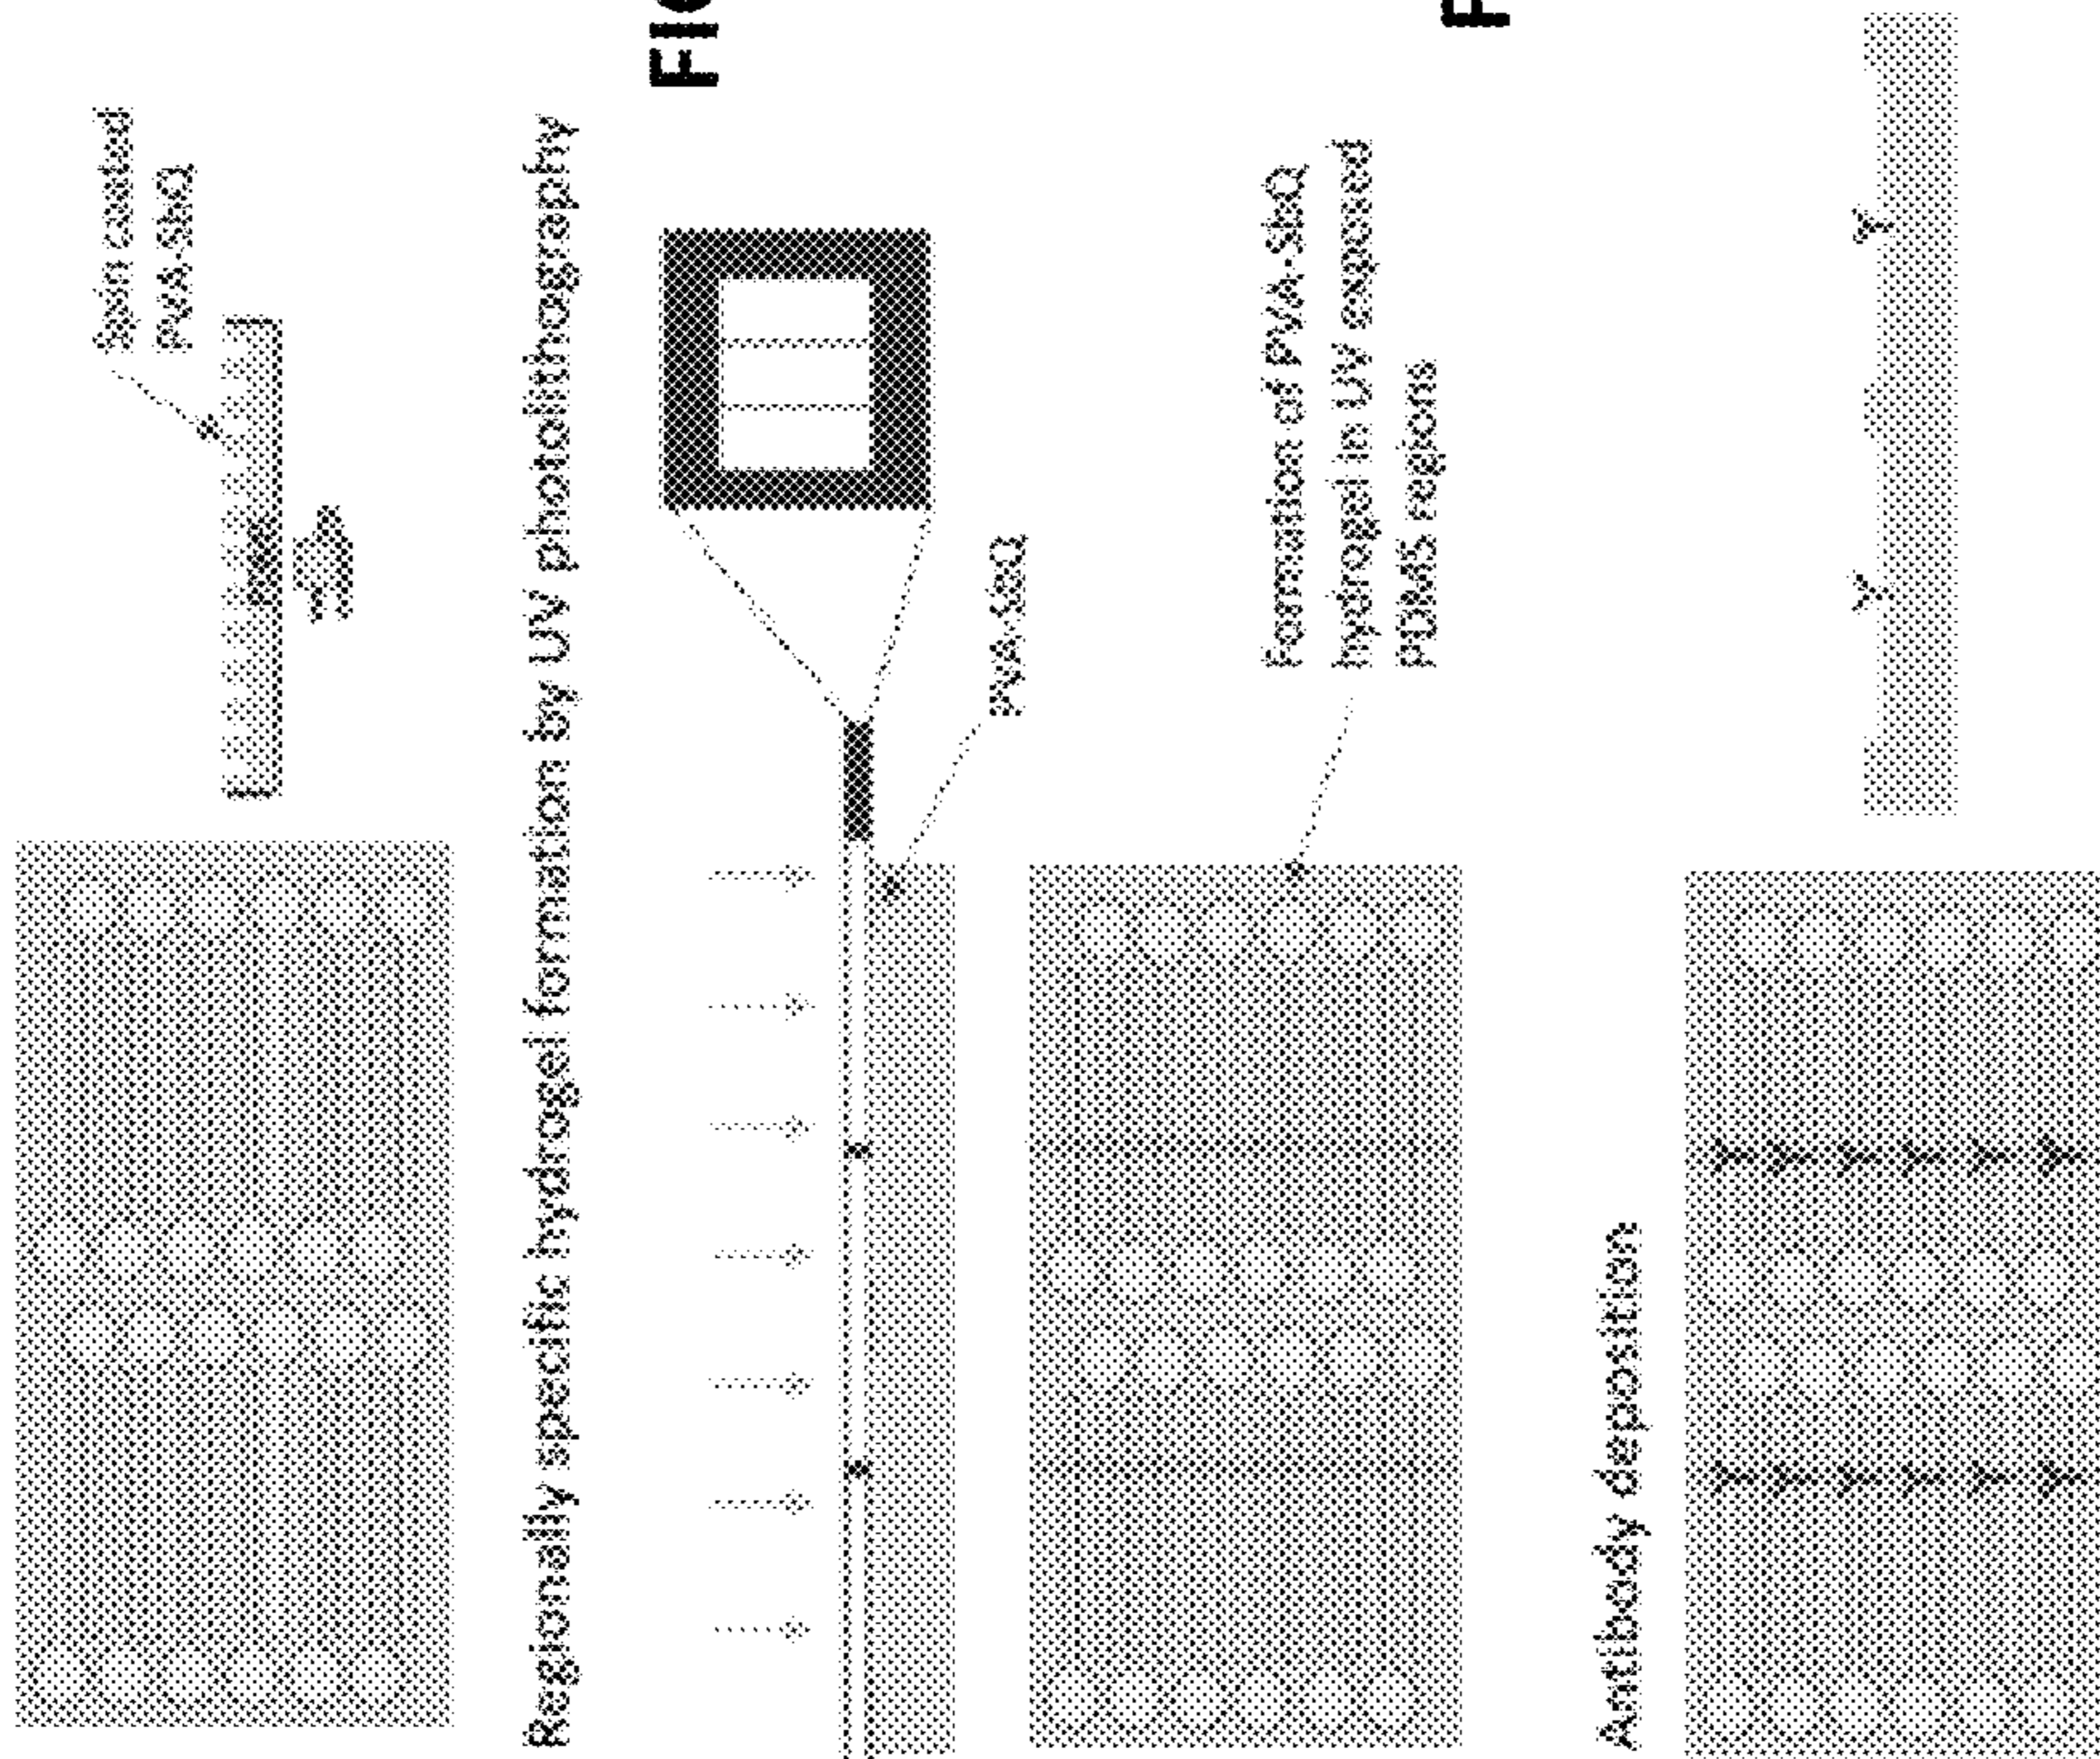 Spin coated
PVA-SbQ
Regionally specific hydrogel formation by UV photolithography
PVA-SbQ
Formation of PVA-SbQ
hydrogel in UV exposed
PDMS regions
Antibody deposition